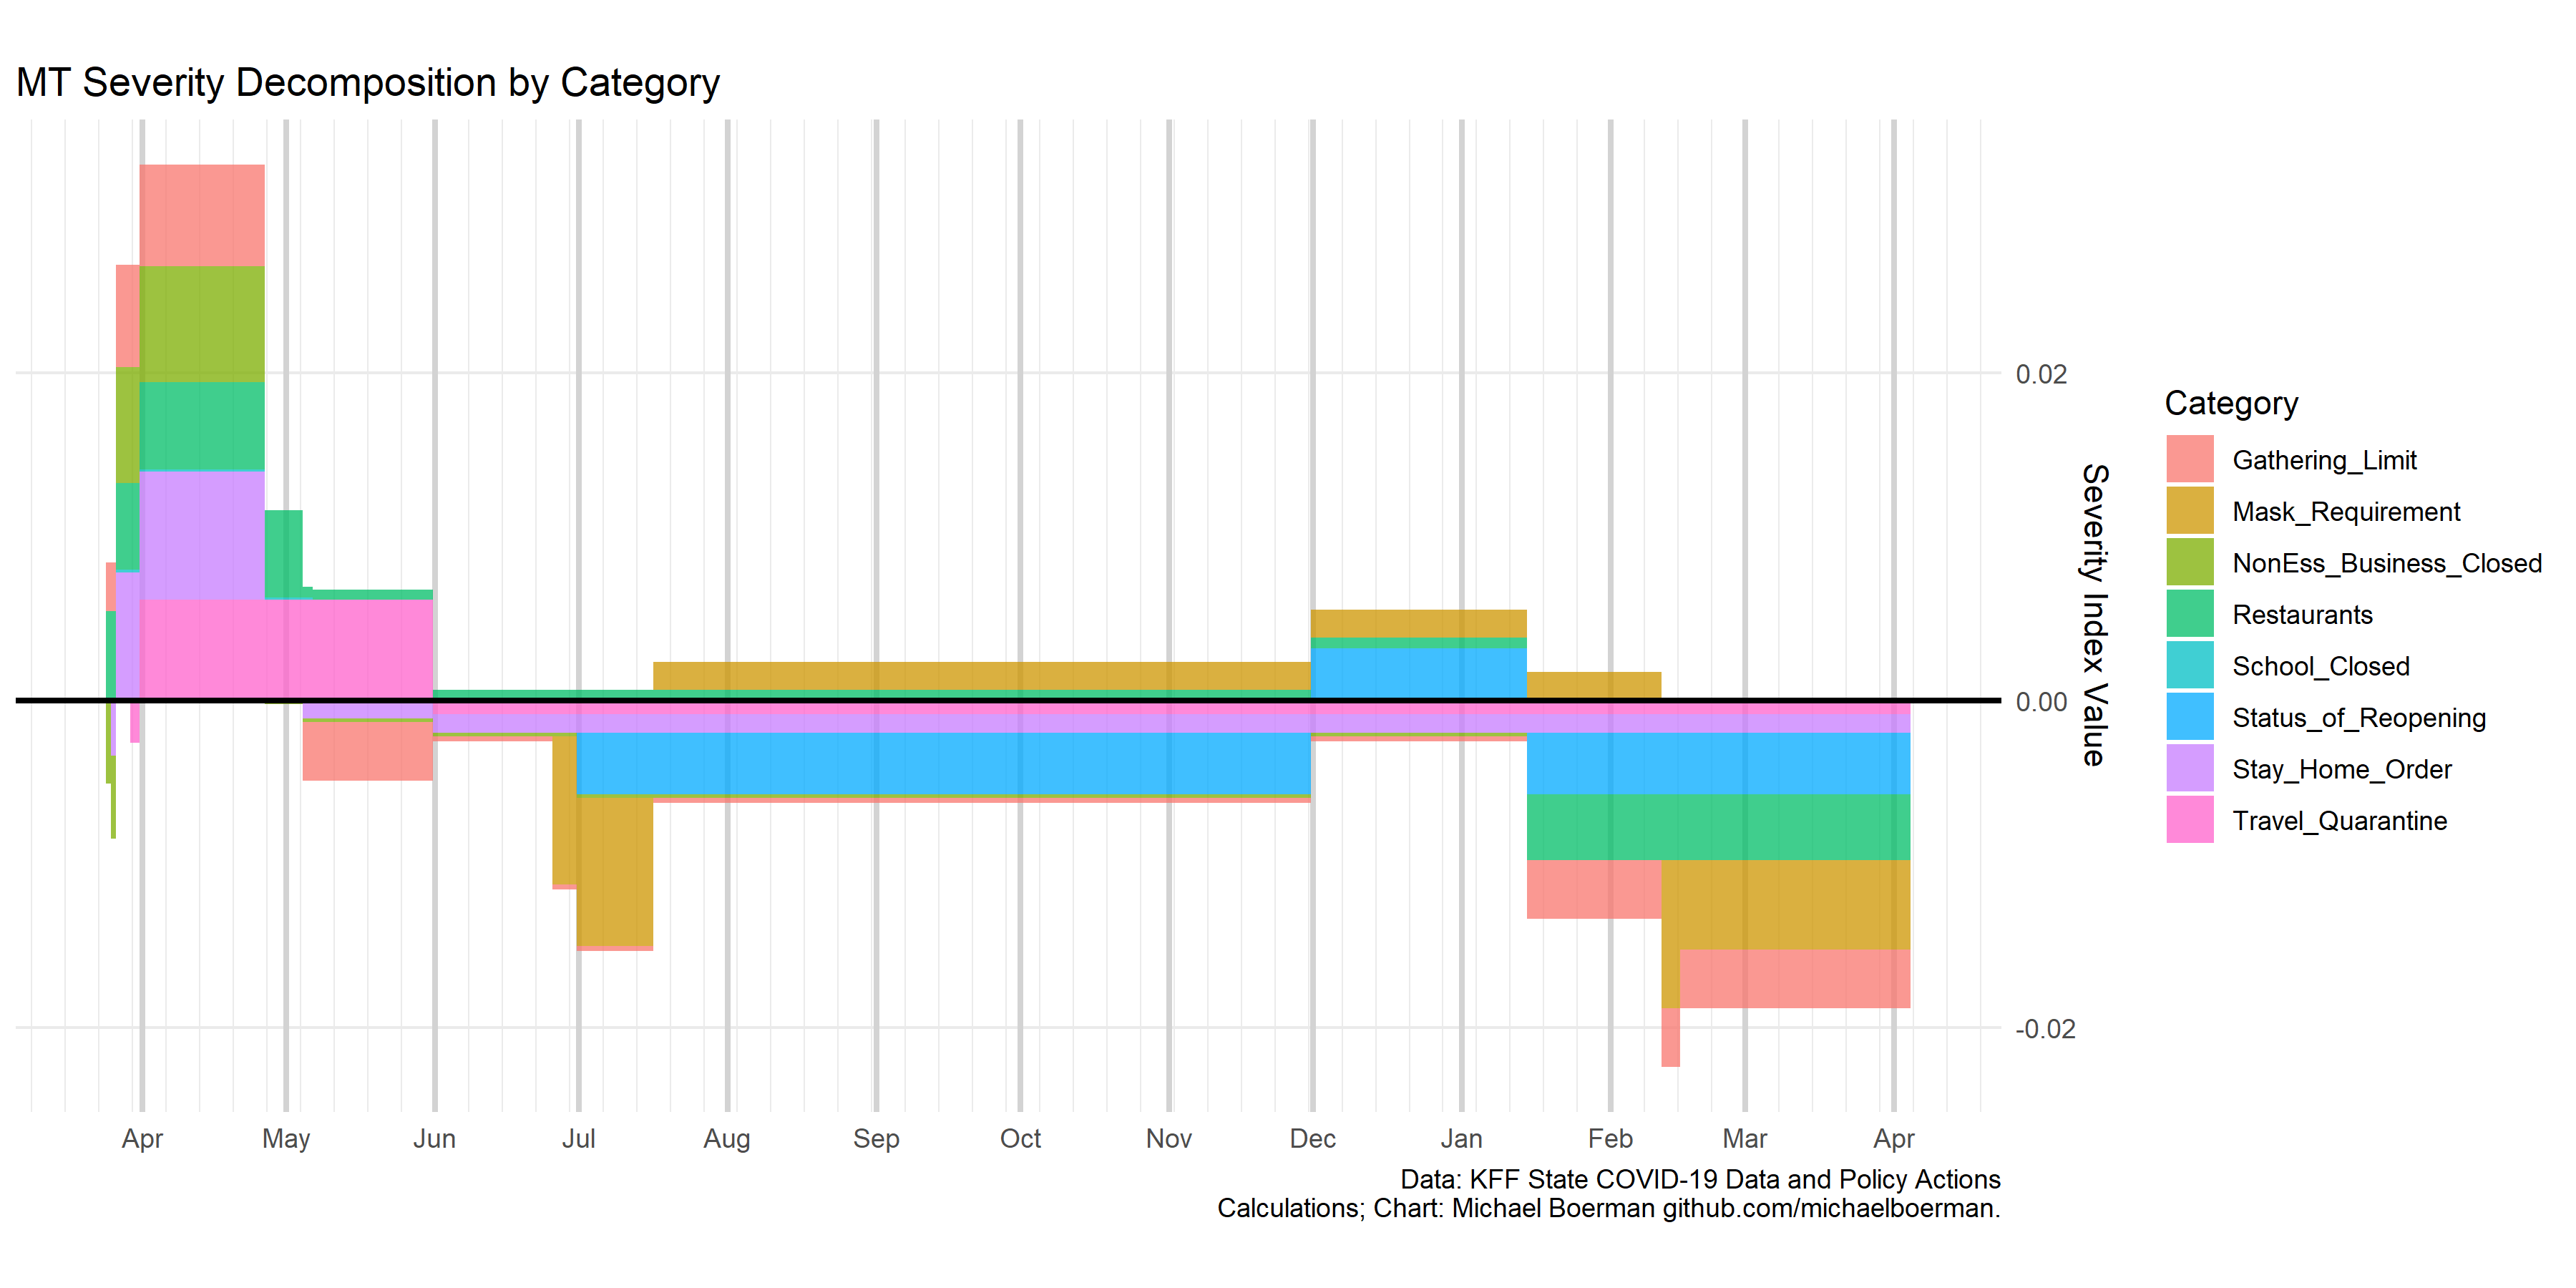 MT Severity Decomposition by Category
0.02
0.00
-0.02
Severity Index Value
Category
Gathering_Limit
Mask_Requirement
NonEss_Business_Closed
Restaurants
School_Closed
Status_of_Reopening
Stay_Home_Order
Travel_Quarantine
Apr May Jun Jul Aug Sep Oct Nov Dec Jan Feb Mar Apr
Data: KFF State COVID-19 Data and Policy Actions
Calculations; Chart: Michael Boerman github.com/michaelboerman.